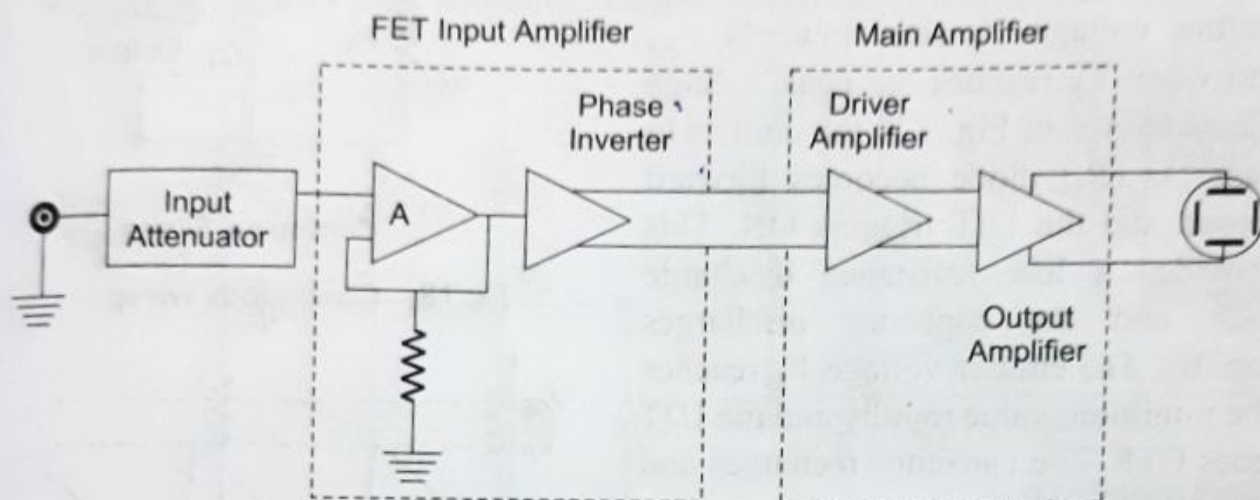 FET Input Amplifier
Main Amplifier
Phase
Inverter
Driver
Amplifier
Input
Attenuator
A
Output
Amplifier